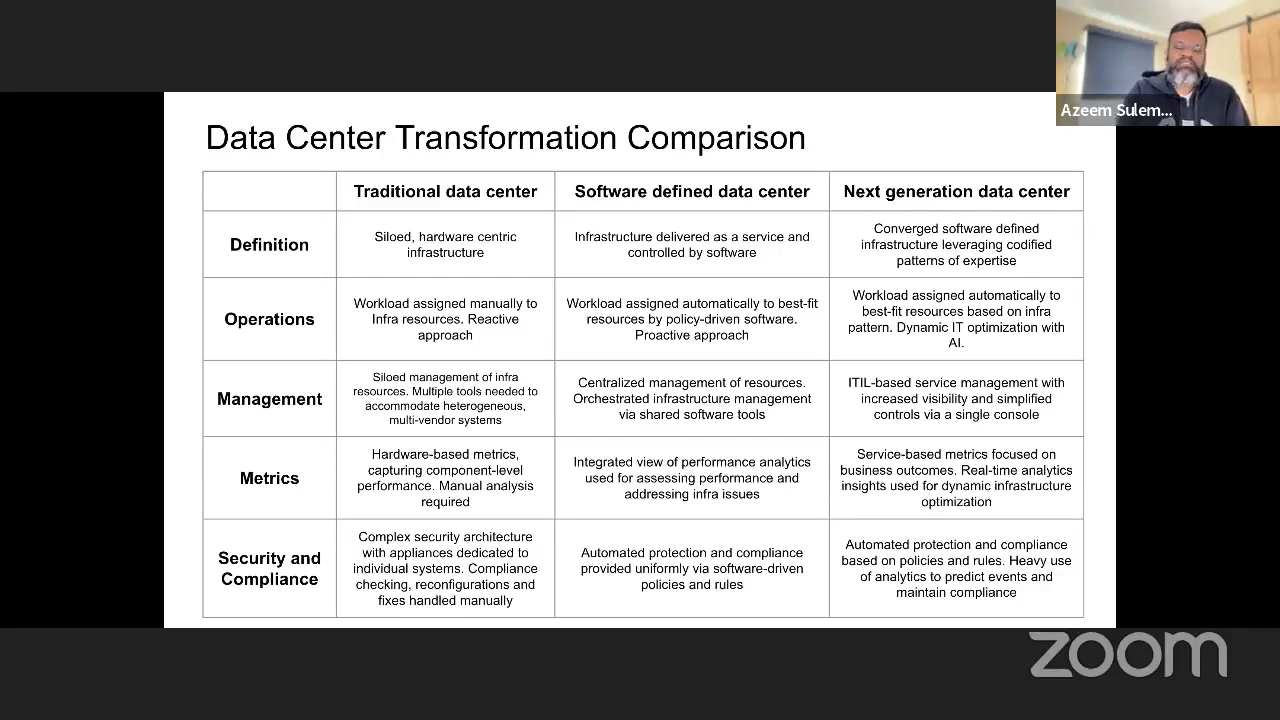 Azeem Sulem...
Data Center Transformation Comparison
Traditional data center
Software defined data center
Next generation data center
Definition
Siloed, hardware centric
infrastructure
Infrastructure delivered as a service and
controlled by software
Converged software defined
infrastructure leveraging codified
patterns of expertise
Operations
Workload assigned manually to
Infra resources. Reactive
approach
Workload assigned automatically to best-fit
resources by policy-driven software.
Proactive approach
Workload assigned automatically to
best-fit resources based on infra
pattern. Dynamic IT optimization with
AI.
Management
Siloed management of infra
resources. Multiple tools needed to
accommodate heterogeneous,
multi-vendor systems
Centralized management of resources.
Orchestrated infrastructure management
via shared software tools
ITIL-based service management with
increased visibility and simplified
controls via a single console
Metrics
Hardware-based metrics,
capturing component-level
performance. Manual analysis
required
Integrated view of performance analytics
used for assessing performance and
addressing infra issues
Service-based metrics focused on
business outcomes. Real-time analytics
insights used for dynamic infrastructure
optimization
Security and
Compliance
Complex security architecture
with appliances dedicated to
individual systems. Compliance
checking, reconfigurations and
fixes handled manually
Automated protection and compliance
provided uniformly via software-driven
policies and rules
Automated protection and compliance
based on policies and rules. Heavy use
of analytics to predict events and
maintain compliance
zoom